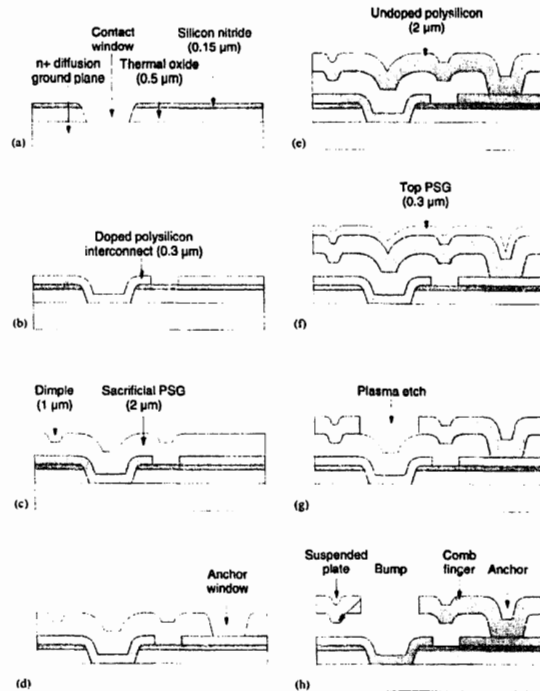 Contact
window
Silicon nitride
(0.15 µm)
n+ diffusion
ground plane
Thermal oxide
(0.5 µm)
(a)
Doped polysilicon
interconnect (0.3 µm)
(b)
Dimple
(1 µm)
Sacrificial PSG
(2 µm)
(c)
Anchor
window
(d)
Undoped polysilicon
(2 µm)
(e)
Top PSG
(0.3 µm)
(f)
Plasma etch
(g)
Suspended
plate
Bump
Comb
finger
Anchor
(h)